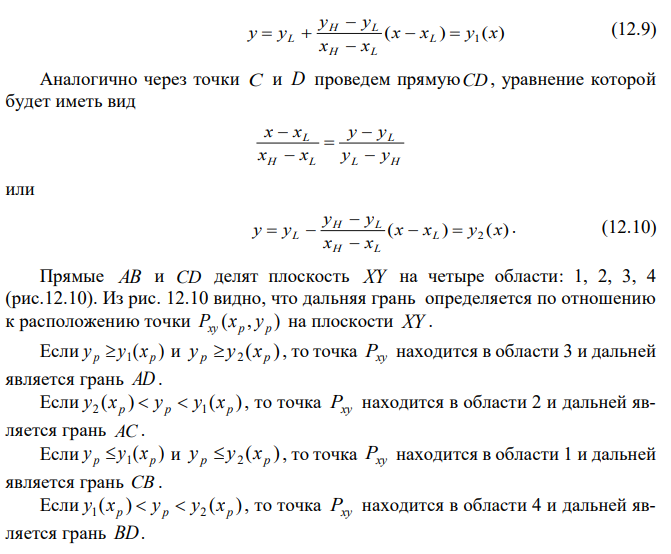 y = y_L + \frac{y_H - y_L}{x_H - x_L}(x - x_L) = y_1(x) (12.9)
Аналогично через точки C и D проведем прямую CD, уравнение которой
будет иметь вид
\frac{x - x_L}{x_H - x_L} = \frac{y - y_L}{y_L - y_H}
или
y = y_L - \frac{y_H - y_L}{x_H - x_L}(x - x_L) = y_2(x). (12.10)
Прямые AB и CD делят плоскость XY на четыре области: 1, 2, 3, 4
(рис.12.10). Из рис. 12.10 видно, что дальняя грань определяется по отношению
к расположению точки P_{xy}(x_p, y_p) на плоскости XY.
Если y_p ≥ y_1(x_p) и y_p ≥ y_2(x_p), то точка P_{xy} находится в области 3 и дальней
является грань AD.
Если y_2(x_p) < y_p < y_1(x_p), то точка P_{xy} находится в области 2 и дальней яв-
ляется грань AC.
Если y_p ≤ y_1(x_p) и y_p ≤ y_2(x_p), то точка P_{xy} находится в области 1 и дальней
является грань CB.
Если y_1(x_p) < y_p < y_2(x_p), то точка P_{xy} находится в области 4 и дальней яв-
ляется грань BD.